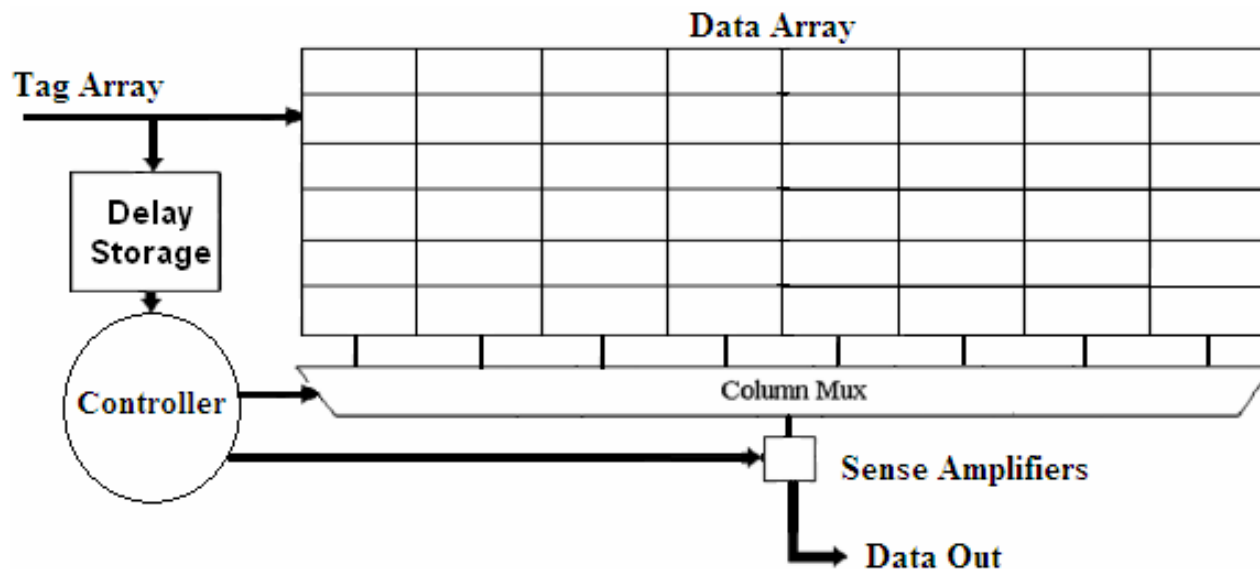 Data Array
Tag Array
Delay
Storage
Controller
Column Mux
Sense Amplifiers
Data Out